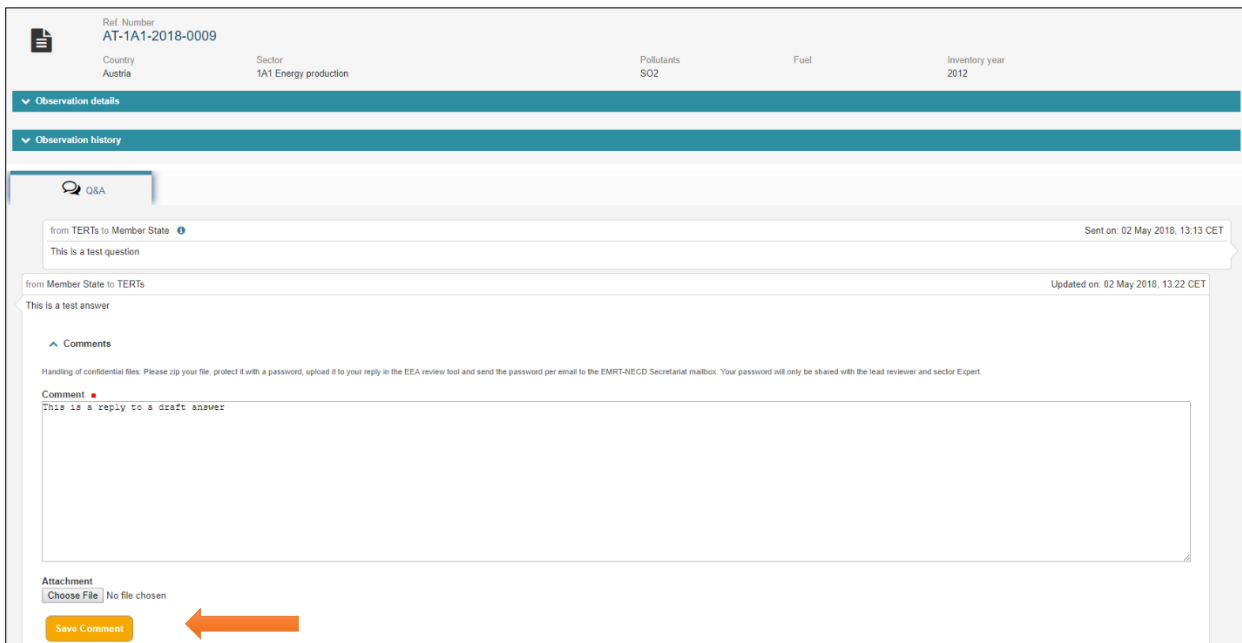 Ref. Number
AT-1A1-2018-0009
Country Sector Pollutants Fuel Inventory year
Austria 1A1 Energy production SO2 2012
Observation details
Observation history
Q&A
from TERTs to Member State Sent on: 02 May 2018, 13:13 CET
This is a test question
from Member State to TERTs Updated on: 02 May 2018, 13:22 CET
This is a test answer
Comments
Handling of confidential files: Please zip your file, protect it with a password, upload it to your reply in the EEA review tool and send the password per email to the EMRT-NECD Secretariat mailbox. Your password will only be shared with the lead reviewer and sector Expert.
Comment
This is a reply to a draft answer
Attachment
Choose File No file chosen
Save Comment